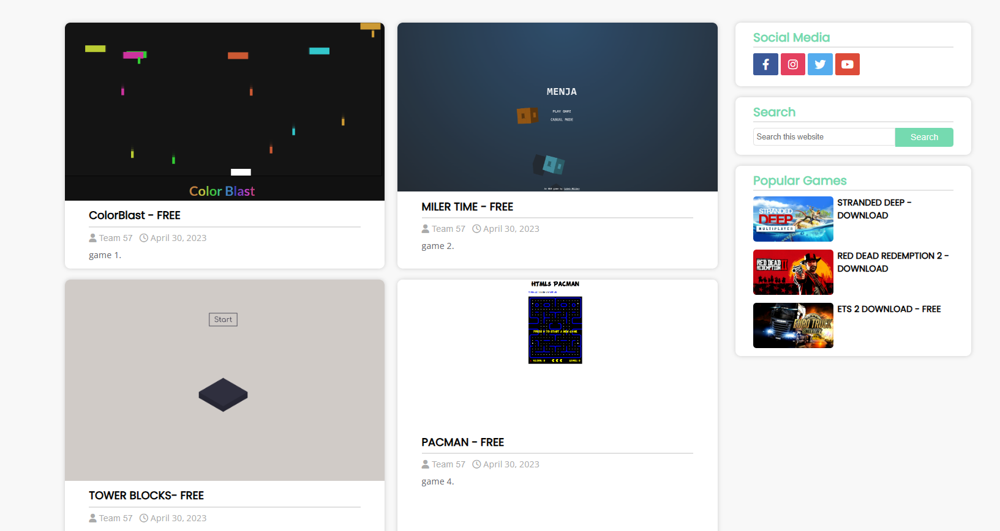 Color Blast
ColorBlast - FREE
Team 57 April 30, 2023
game 1.
MENJA
PLAY GAME
CASUAL MODE
MILER TIME - FREE
Team 57 April 30, 2023
game 2.
Start
TOWER BLOCKS- FREE
Team 57 April 30, 2023
HTML5 PACMAN
PRESS N TO START A NEW GAME
LEVEL: 0
PACMAN - FREE
Team 57 April 30, 2023
game 4.
Social Media
Search
Search this website Search
Popular Games
STRANDED
DEEP
MULTIPLAYER
STRANDED DEEP -
DOWNLOAD
RED DEAD
REDEMPTION II
RED DEAD REDEMPTION 2 -
DOWNLOAD
EURO TRUCK
SIMULATOR 2
ETS 2 DOWNLOAD - FREE